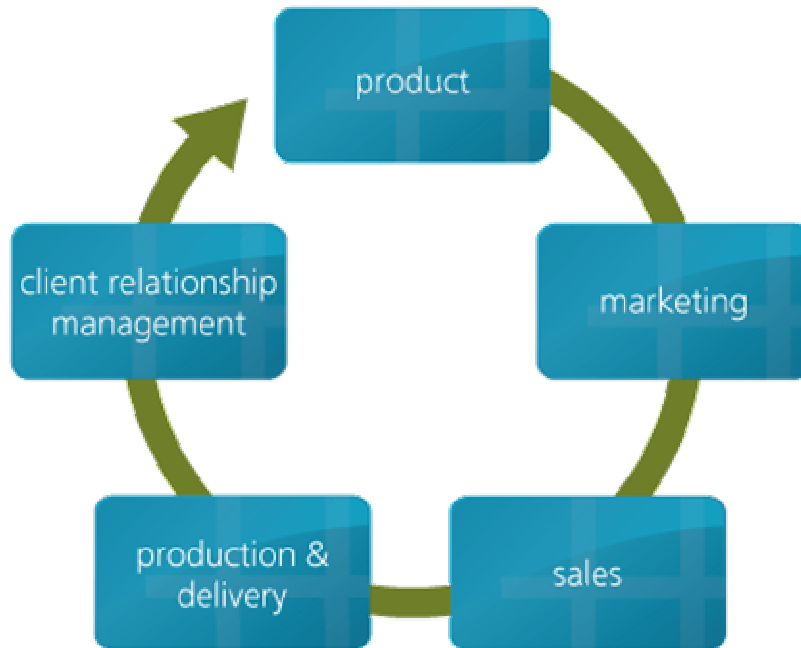 product
marketing
sales
production &
delivery
client relationship
management